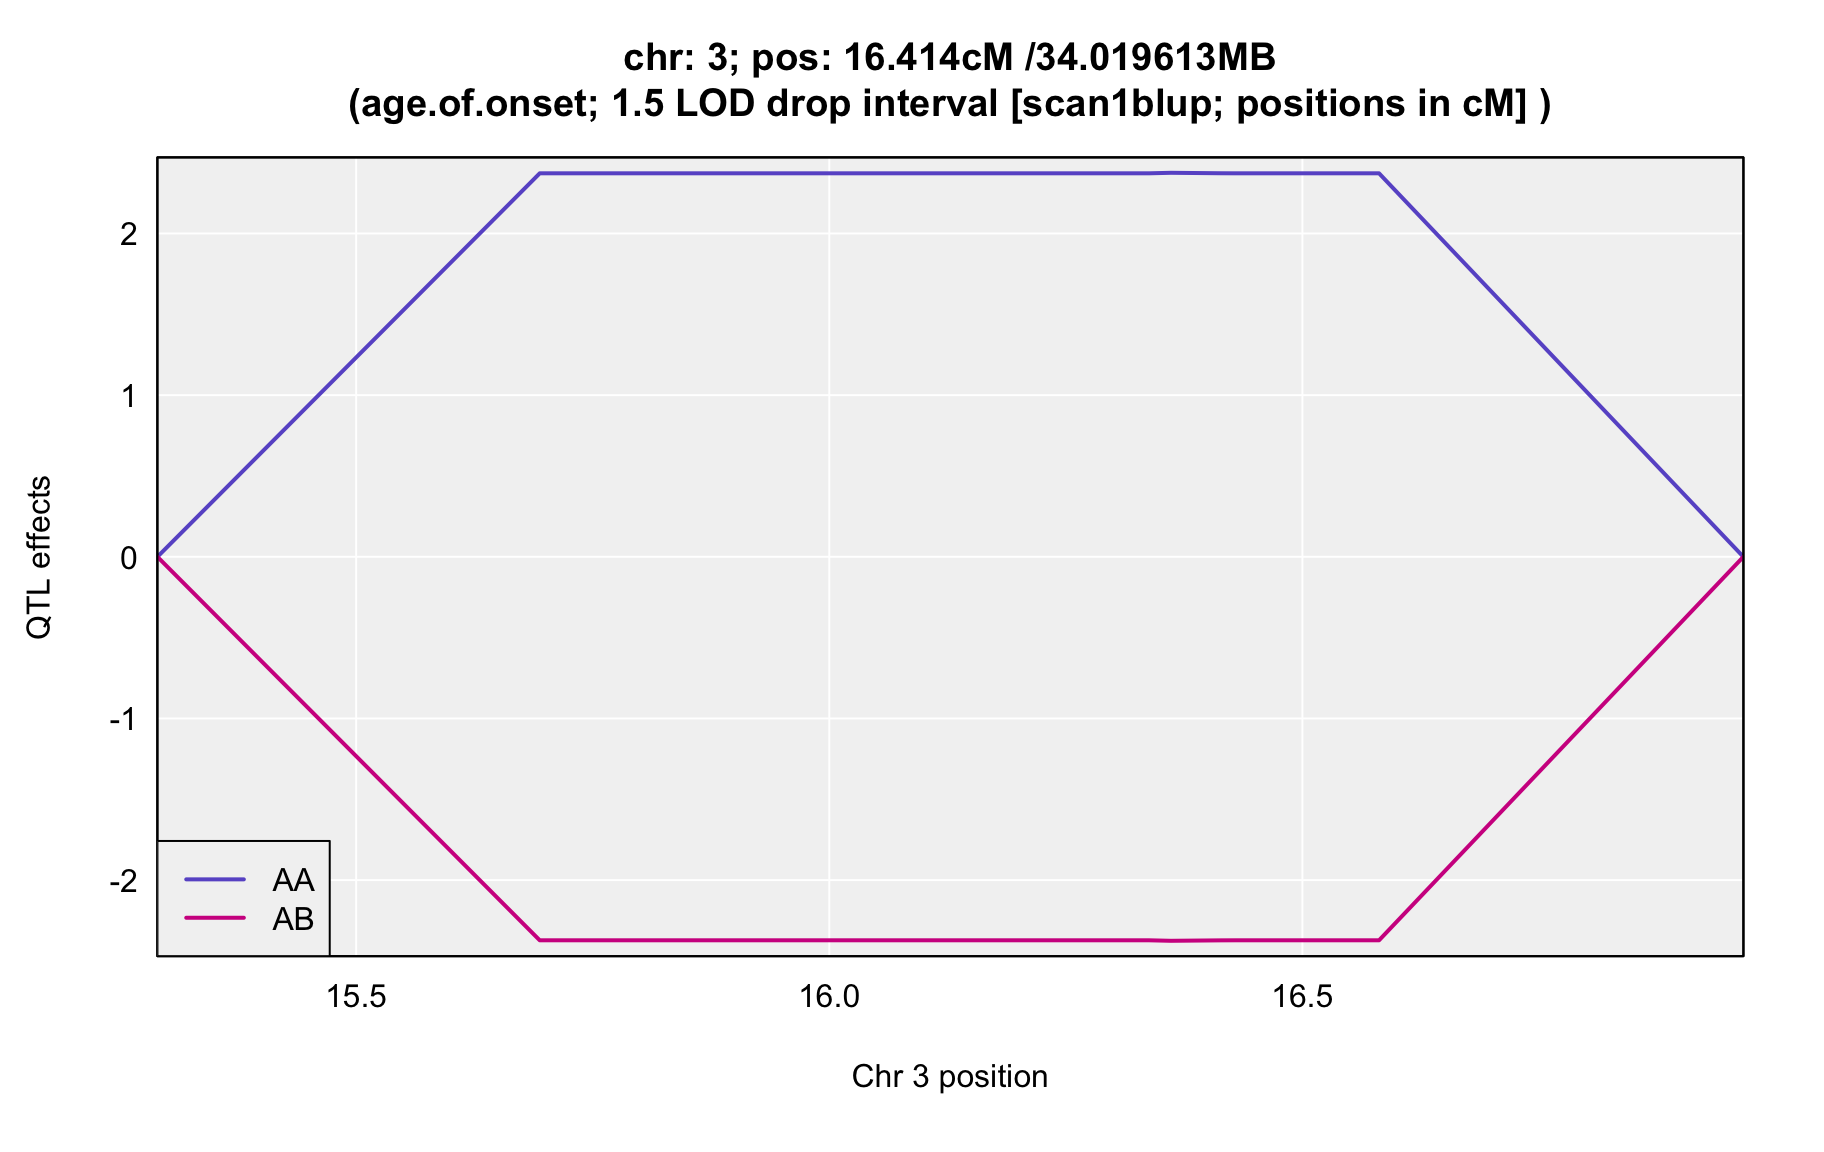 chr: 3; pos: 16.414cM /34.019613MB
(age.of.onset; 1.5 LOD drop interval [scan1blup; positions in cM] )
QTL effects
2
1
0
-1
-2
AA
AB
15.5 16.0 16.5
Chr 3 position